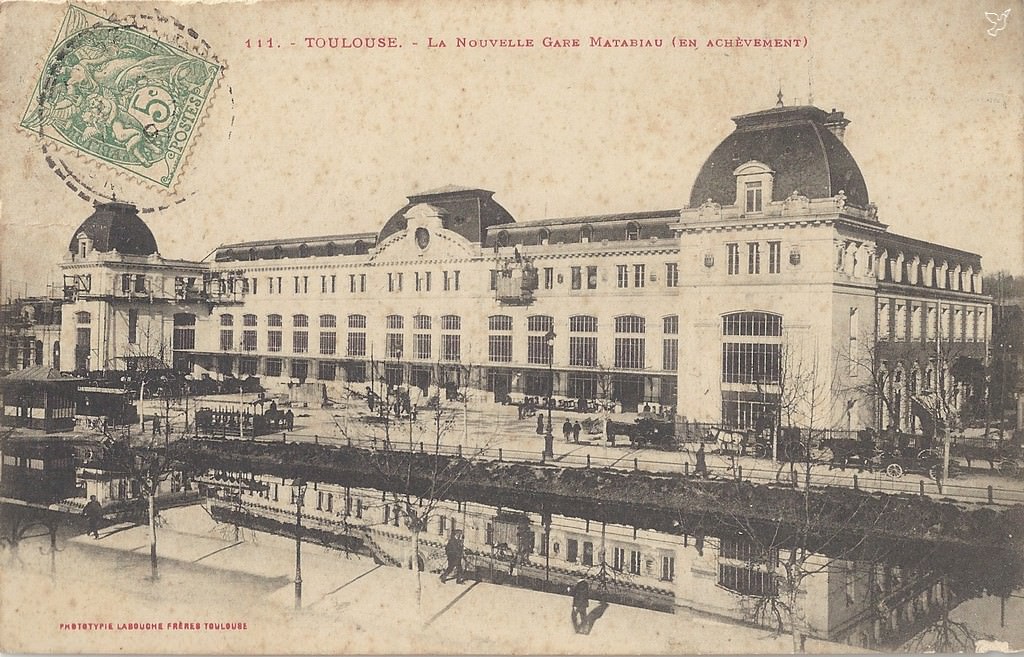 111. - TOULOUSE. - LA NOUVELLE GARE MATABIAU (EN ACHÈVEMENT)
5c
POSTES
PHOTOTYPIE LABOUCHE FRÈRES TOULOUSE